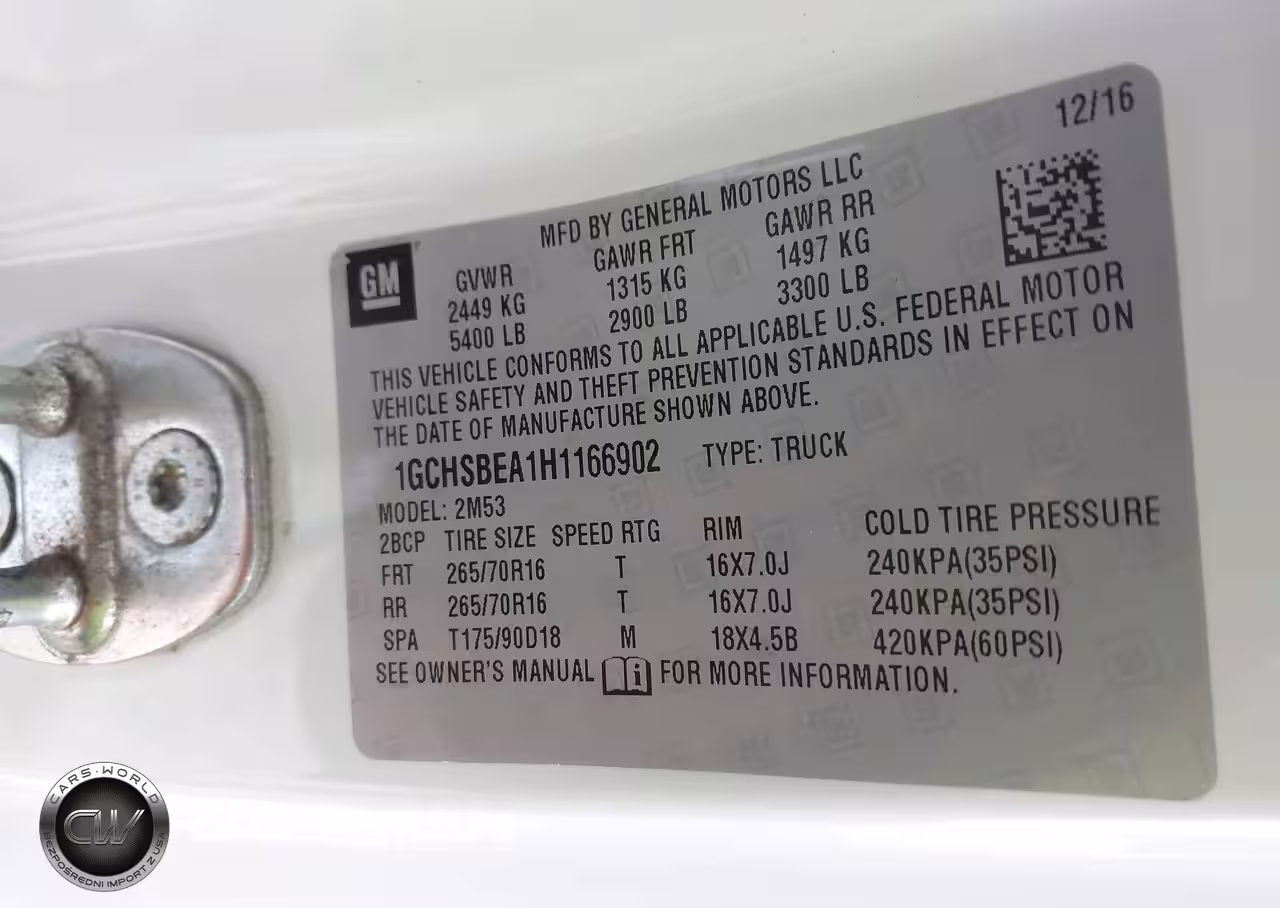 12/16
MFD BY GENERAL MOTORS LLC
GM
GVWR GAWR FRT GAWR RR
2449 KG 1315 KG 1497 KG
5400 LB 2900 LB 3300 LB
THIS VEHICLE CONFORMS TO ALL APPLICABLE U.S. FEDERAL MOTOR
VEHICLE SAFETY AND THEFT PREVENTION STANDARDS IN EFFECT ON
THE DATE OF MANUFACTURE SHOWN ABOVE.
1GCHSBEA1H1166902 TYPE: TRUCK
MODEL: 2M53
2BCP TIRE SIZE SPEED RTG RIM COLD TIRE PRESSURE
FRT 265/70R16 T 16X7.0J 240KPA(35PSI)
RR 265/70R16 T 16X7.0J 240KPA(35PSI)
SPA T175/90D18 M 18X4.5B 420KPA(60PSI)
SEE OWNER'S MANUAL i FOR MORE INFORMATION.
CARS-WORLD
CW
BEZPOŚREDNI IMPORT Z USA